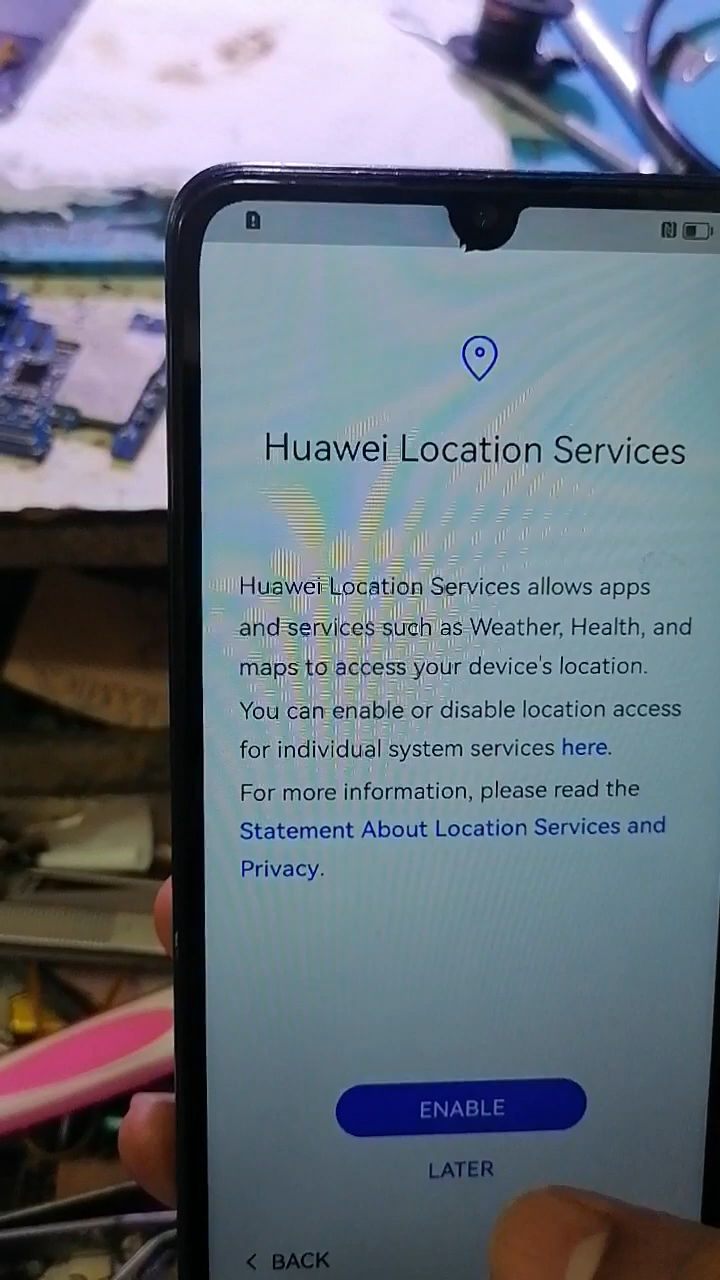 Huawei Location Services
Huawei Location Services allows apps
and services such as Weather, Health, and
maps to access your device's location.
You can enable or disable location access
for individual system services here.
For more information, please read the
Statement About Location Services and
Privacy.
ENABLE
LATER
< BACK